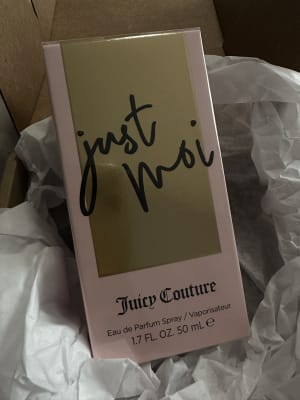 just
moi
Juicy Couture
Eau de Parfum Spray / Vaporisateur
1.7 FL. OZ. 50 mL ℮